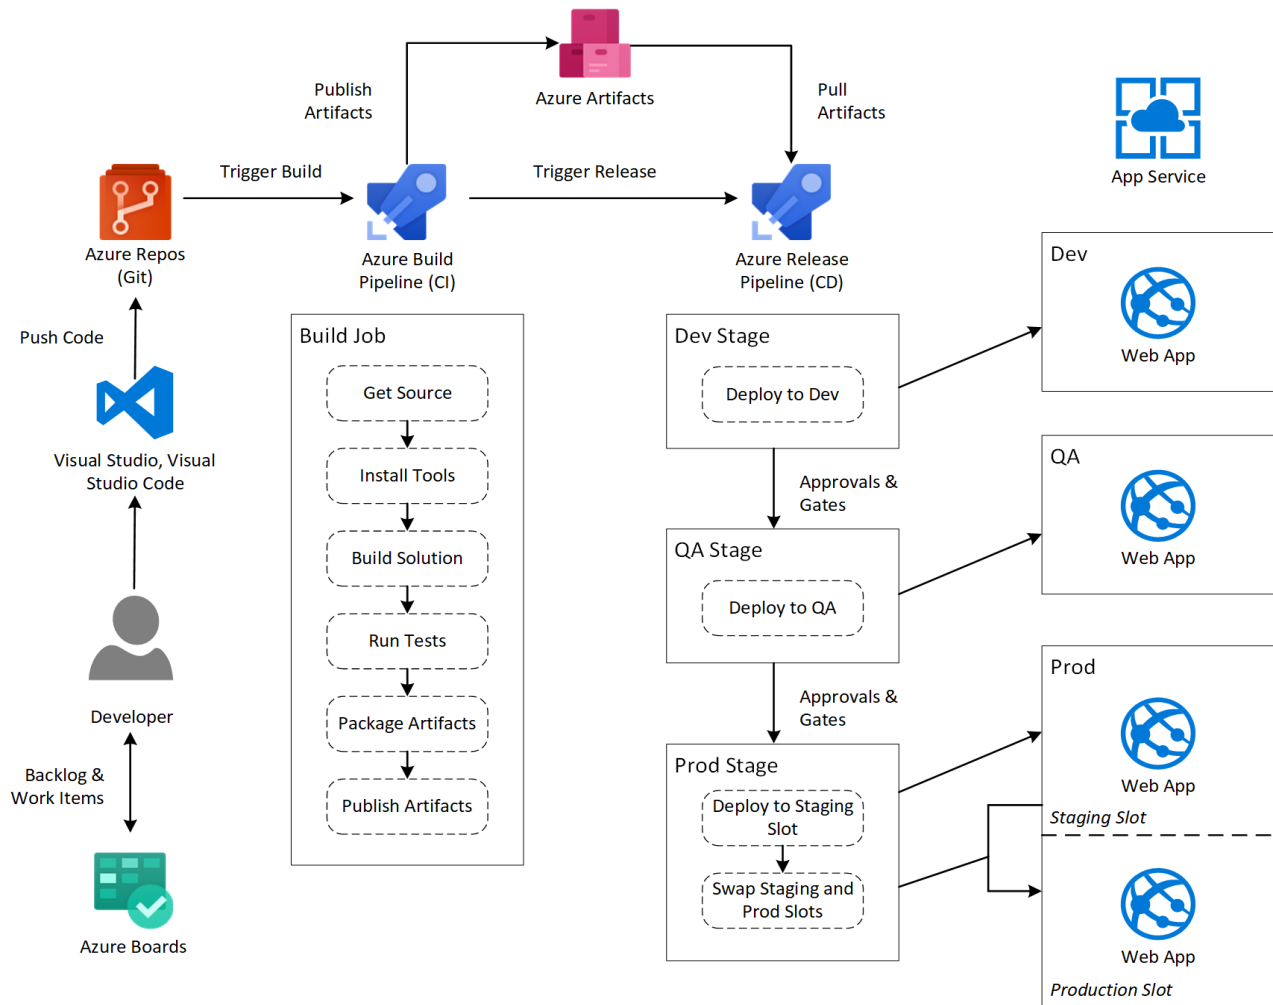 Publish
Artifacts
Azure Artifacts
Pull
Artifacts
App Service
Trigger Build
Trigger Release
Azure Repos
(Git)
Azure Build
Pipeline (CI)
Azure Release
Pipeline (CD)
Push Code
Visual Studio, Visual
Studio Code
Developer
Backlog &
Work Items
Azure Boards
Build Job
Get Source
Install Tools
Build Solution
Run Tests
Package Artifacts
Publish Artifacts
Dev Stage
Deploy to Dev
Approvals &
Gates
QA Stage
Deploy to QA
Approvals &
Gates
Prod Stage
Deploy to Staging
Slot
Swap Staging and
Prod Slots
Dev
Web App
QA
Web App
Prod
Web App
Staging Slot
Web App
Production Slot